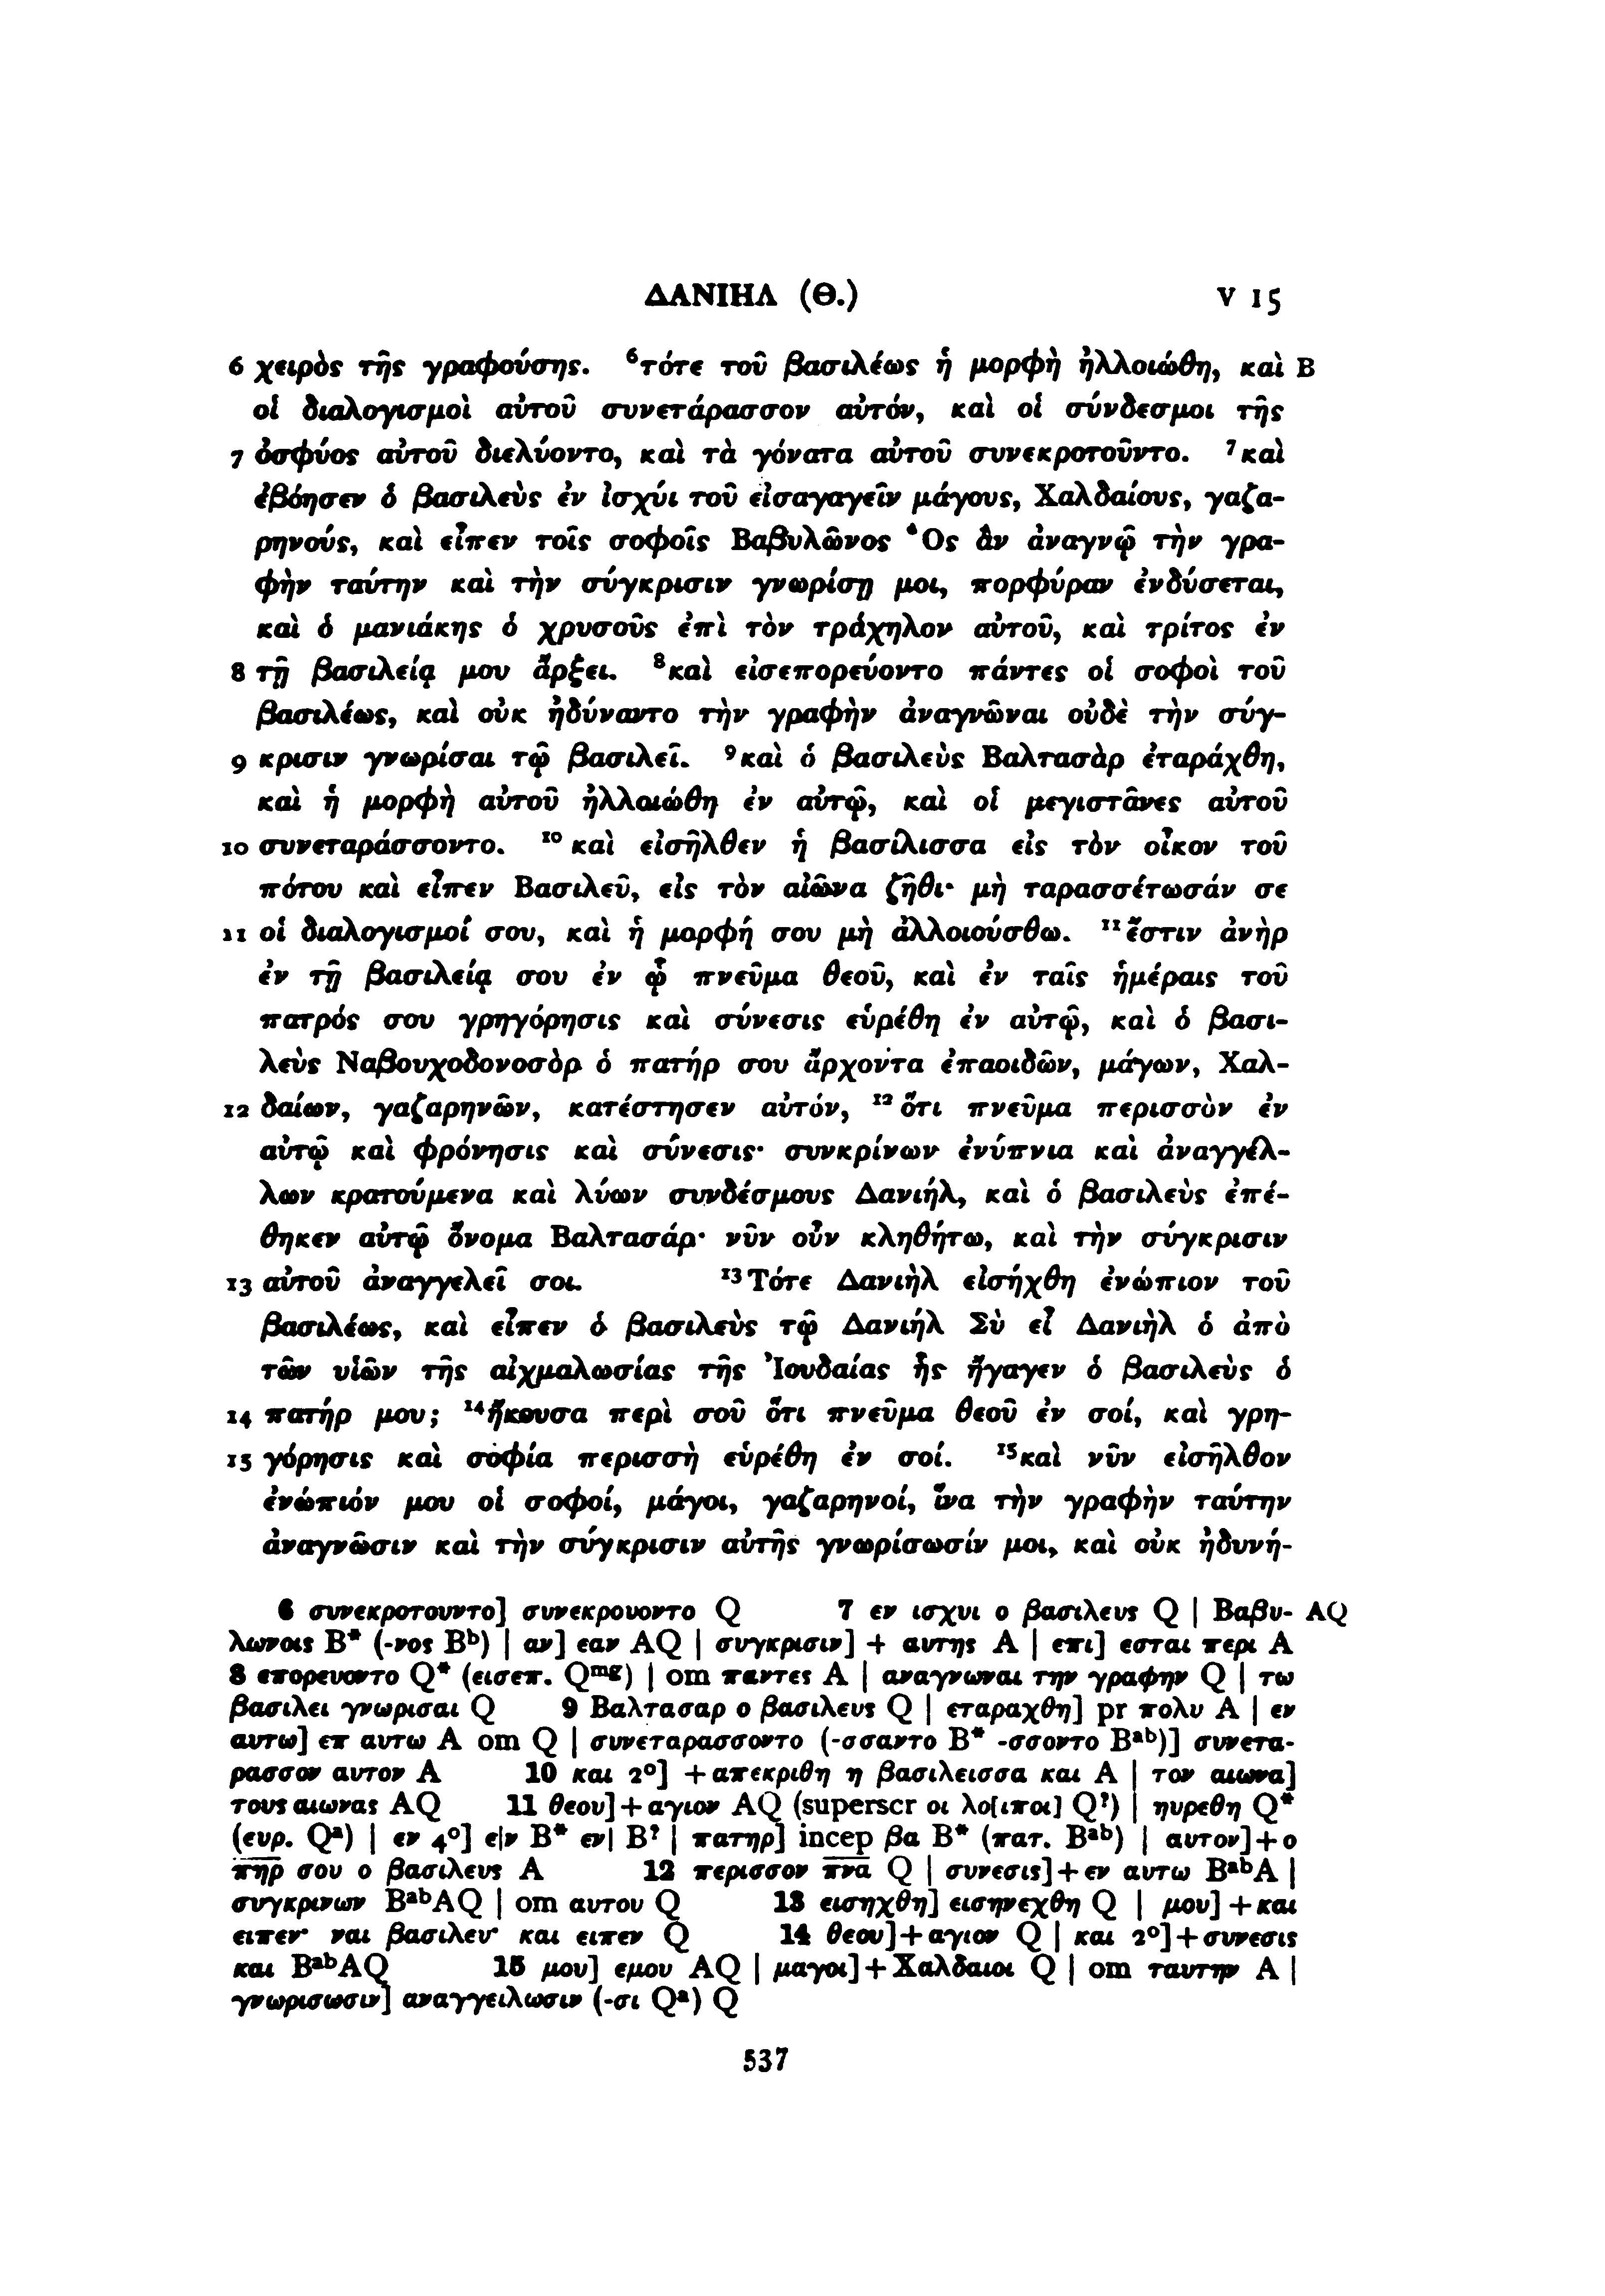 ΔΑΝΙΗΛ (Θ.) V 15
6 χειρὸς τῆς γραφούσης. ⁶τότε τοῦ βασιλέως ἡ μορφὴ ἠλλοιώθη, καὶ B
οἱ διαλογισμοὶ αὐτοῦ συνετάρασσον αὐτόν, καὶ οἱ σύνδεσμοι τῆς
7 ὀσφύος αὐτοῦ διελύοντο, καὶ τὰ γόνατα αὐτοῦ συνεκροτοῦντο. ⁷καὶ
ἐβόησεν ὁ βασιλεὺς ἐν ἰσχύι τοῦ εἰσαγαγεῖν μάγους, Χαλδαίους, γαζα-
ρηνούς, καὶ εἶπεν τοῖς σοφοῖς Βαβυλῶνος Ὃς ἂν ἀναγνῷ τὴν γρα-
φὴν ταύτην καὶ τὴν σύγκρισιν γνωρίσῃ μοι, πορφύραν ἐνδύσεται,
καὶ ὁ μανιάκης ὁ χρυσοῦς ἐπὶ τὸν τράχηλον αὐτοῦ, καὶ τρίτος ἐν
8 τῇ βασιλείᾳ μου ἄρξει. ⁸καὶ εἰσεπορεύοντο πάντες οἱ σοφοὶ τοῦ
βασιλέως, καὶ οὐκ ἠδύναντο τὴν γραφὴν ἀναγνῶναι οὐδὲ τὴν σύγ-
9 κρισιν γνωρίσαι τῷ βασιλεῖ. ⁹καὶ ὁ βασιλεὺς Βαλτασὰρ ἐταράχθη,
καὶ ἡ μορφὴ αὐτοῦ ἠλλοιώθη ἐν αὐτῷ, καὶ οἱ μεγιστᾶνες αὐτοῦ
10 συνεταράσσοντο. ¹⁰καὶ εἰσῆλθεν ἡ βασίλισσα εἰς τὸν οἶκον τοῦ
πότου καὶ εἶπεν Βασιλεῦ, εἰς τὸν αἰῶνα ζῆθι· μὴ ταρασσέτωσάν σε
11 οἱ διαλογισμοί σου, καὶ ἡ μορφή σου μὴ ἀλλοιούσθω. ¹¹ἔστιν ἀνὴρ
ἐν τῇ βασιλείᾳ σου ἐν ᾧ πνεῦμα θεοῦ, καὶ ἐν ταῖς ἡμέραις τοῦ
πατρός σου γρηγόρησις καὶ σύνεσις εὑρέθη ἐν αὐτῷ, καὶ ὁ βασι-
λεὺς Ναβουχοδονοσὸρ ὁ πατήρ σου ἄρχοντα ἐπαοιδῶν, μάγων, Χαλ-
12 δαίων, γαζαρηνῶν, κατέστησεν αὐτόν, ¹²ὅτι πνεῦμα περισσὸν ἐν
αὐτῷ καὶ φρόνησις καὶ σύνεσις· συνκρίνων ἐνύπνια καὶ ἀναγγέλ-
λων κρατούμενα καὶ λύων συνδέσμους Δανιήλ, καὶ ὁ βασιλεὺς ἐπέ-
θηκεν αὐτῷ ὄνομα Βαλτασάρ· νῦν οὖν κληθήτω, καὶ τὴν σύγκρισιν
13 αὐτοῦ ἀναγγελεῖ σοι. ¹³Τότε Δανιὴλ εἰσήχθη ἐνώπιον τοῦ
βασιλέως, καὶ εἶπεν ὁ βασιλεὺς τῷ Δανιήλ Σὺ εἶ Δανιὴλ ὁ ἀπὸ
τῶν υἱῶν τῆς αἰχμαλωσίας τῆς Ἰουδαίας ἧς ἤγαγεν ὁ βασιλεὺς ὁ
14 πατήρ μου; ¹⁴ἤκουσα περὶ σοῦ ὅτι πνεῦμα θεοῦ ἐν σοί, καὶ γρη-
15 γόρησις καὶ σοφία περισσὴ εὑρέθη ἐν σοί. ¹⁵καὶ νῦν εἰσῆλθον
ἐνώπιόν μου οἱ σοφοί, μάγοι, γαζαρηνοί, ἵνα τὴν γραφὴν ταύτην
ἀναγνῶσιν καὶ τὴν σύγκρισιν αὐτῆς γνωρίσωσίν μοι, καὶ οὐκ ἠδυνή-
6 συνεκροτουντο] συνεκρουοντο Q 7 εν ισχυι ο βασιλευς Q | Βαβυ- AQ
λωνοις B* (-νος Bᵇ) | αν] εαν AQ | συγκρισιν] + αυτης A | επι] εσται περι A
8 επορευοντο Q* (εισεπ. Qᵐᵍ) | om παντες A | αναγνωναι την γραφην Q | τω
βασιλει γνωρισαι Q 9 Βαλτασαρ ο βασιλευς Q | εταραχθη] pr πολυ A | εν
αυτω] επ αυτω A om Q | συνεταρασσοντο (-σσαντο B* -σσοντο Bᵃᵇ)] συνετα-
ρασσον αυτον A 10 και 2°] +απεκριθη η βασιλεισσα και A | τον αιωνα]
τους αιωνας AQ 11 θεου]+αγιον AQ (superscr οι λο[ιποι] Q?) | ηυρεθη Q*
(ευρ. Qᵃ) | εν 4°] ε|ν B* εν| B? | πατηρ] incep βα B* (πατ. Bᵃᵇ) | αυτον]+ο
π̅η̅ρ̅ σου ο βασιλευς A 12 περισσον π̅ν̅α̅ Q | συνεσις]+εν αυτω BᵃᵇA |
συγκρινων BᵃᵇAQ | om αυτου Q 13 εισηχθη] εισηνεχθη Q | μου] +και
ειπεν· ναι βασιλευ· και ειπεν Q 14 θεου]+αγιον Q | και 2°]+συνεσις
και BᵃᵇAQ 15 μου] εμου AQ | μαγοι]+Χαλδαιοι Q | om ταυτην A |
γνωρισωσιν] αναγγειλωσιν (-σι Qᵃ) Q
537